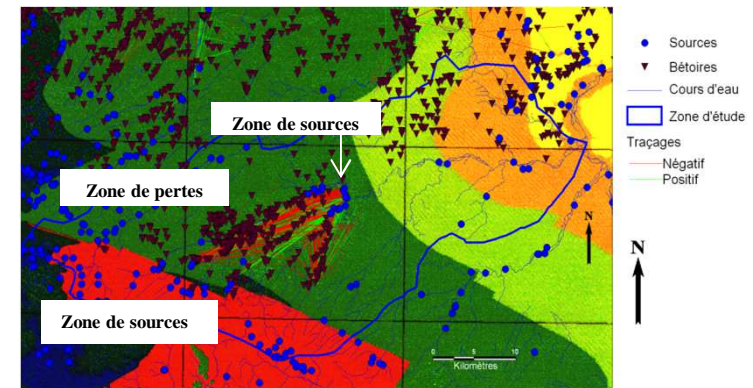 Zone de sources
Zone de pertes
Zone de sources
N
0 5 10
Kilomètres
Sources
Bétoires
Cours d'eau
Zone d'étude
Traçages
Négatif
Positif
N